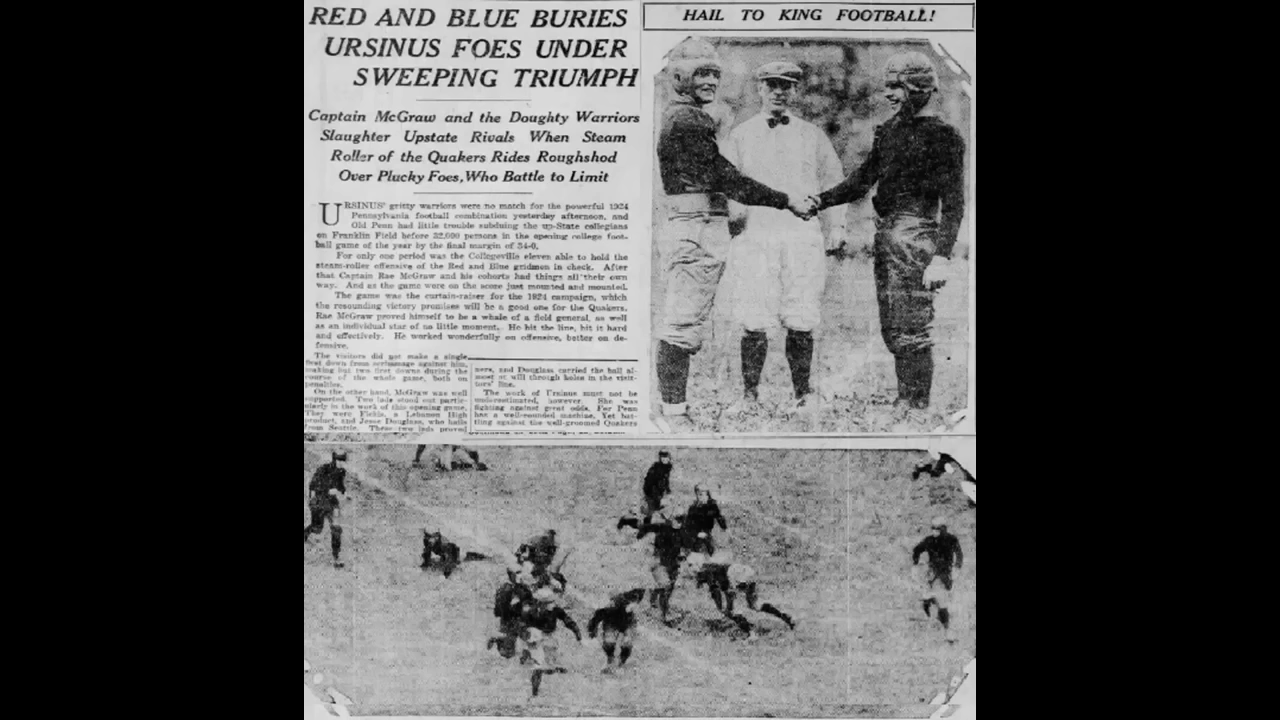 RED AND BLUE BURIES
URSINUS FOES UNDER
SWEEPING TRIUMPH
Captain McGraw and the Doughty Warriors
Slaughter Upstate Rivals When Steam
Roller of the Quakers Rides Roughshod
Over Plucky Foes, Who Battle to Limit
URSINUS' gritty warriors were no match for the powerful 1924
Pennsylvania football combination yesterday afternoon, and
Old Penn had little trouble subduing the up-State collegians
on Franklin Field before 32,000 persons in the opening college foot-
ball game of the year by the final margin of 34-0.
For only one period was the Collegeville eleven able to hold the
steam-roller offensive of the Red and Blue gridmen in check. After
that Captain Rae McGraw and his cohorts had things all their own
way. And as the game wore on the score just mounted and mounted.
The game was the curtain-raiser for the 1924 campaign, which
the resounding victory promises will be a good one for the Quakers.
Rae McGraw proved himself to be a whale of a field general, as well
as an individual star of no little moment. He hit the line, hit it hard
and effectively. He worked wonderfully on offensive, better on de-
fensive.
The visitors did not make a single
first down from scrimmage against him,
making but two first downs during the
course of the whole game, both on
penalties.
On the other hand, McGraw was well
supported. Two lads stood out partic-
ularly in the work of this opening game.
They were Fields, a Lebanon High
product, and Jesse Douglass, who hails
from Seattle. These two lads proved
ners, and Douglass carried the ball al-
most at will through holes in the visit-
tors' line.
The work of Ursinus must not be
underestimated, however. She was
fighting against great odds. For Penn
has a well-rounded machine. Yet bat-
tling against the well-groomed Quakers
HAIL TO KING FOOTBALL!